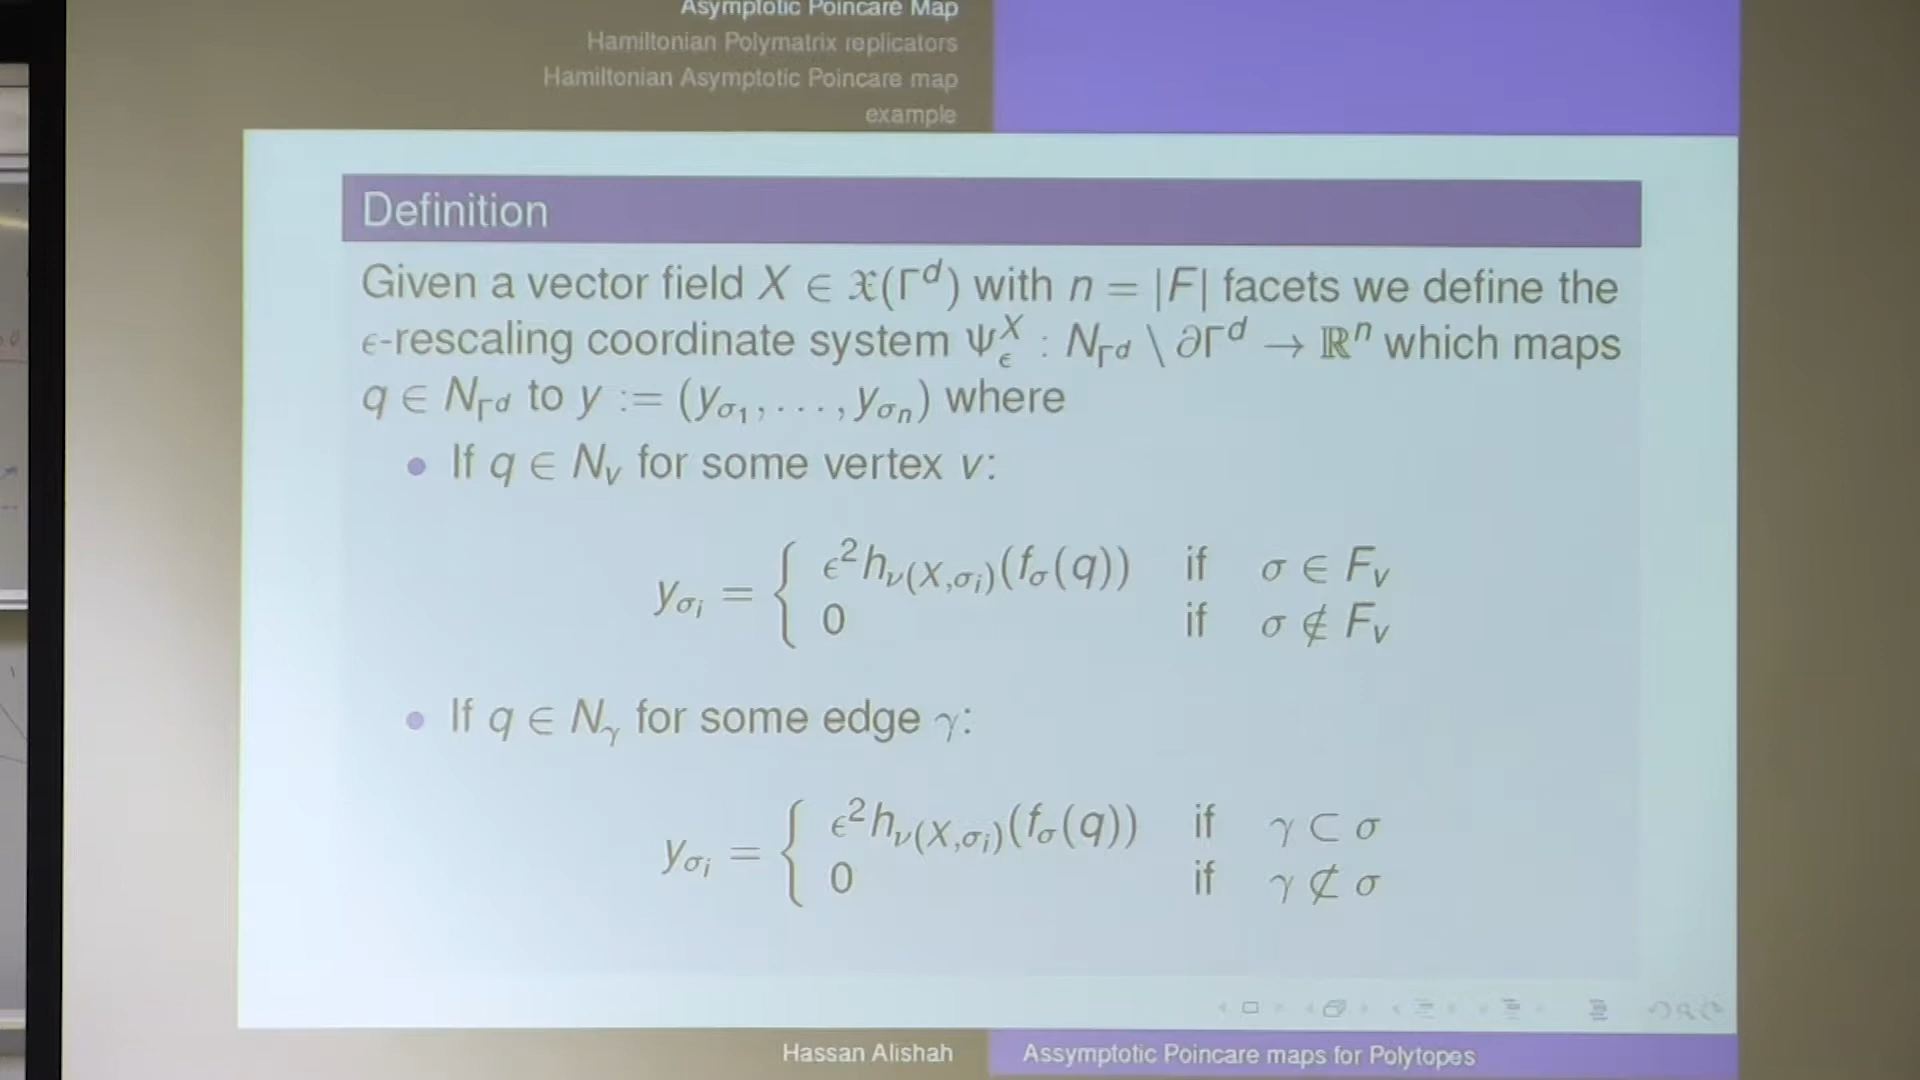 Asymptotic Poincare Map
Hamiltonian Polymatrix replicators
Hamiltonian Asymptotic Poincare map
example
Definition
Given a vector field X ∈ 𝔛(Γ^d) with n = |F| facets we define the
ϵ-rescaling coordinate system Ψ_ϵ^X : N_{Γ^d} \ ∂Γ^d → ℝ^n which maps
q ∈ N_{Γ^d} to y := (y_{σ_1}, . . . , y_{σ_n}) where
• If q ∈ N_v for some vertex v:
y_{σ_i} = { ϵ^2 h_{ν(X,σ_i)}(f_σ(q)) if σ ∈ F_v
0 if σ ∉ F_v
• If q ∈ N_γ for some edge γ:
y_{σ_i} = { ϵ^2 h_{ν(X,σ_i)}(f_σ(q)) if γ ⊂ σ
0 if γ ⊄ σ
Hassan Alishah
Assymptotic Poincare maps for Polytopes